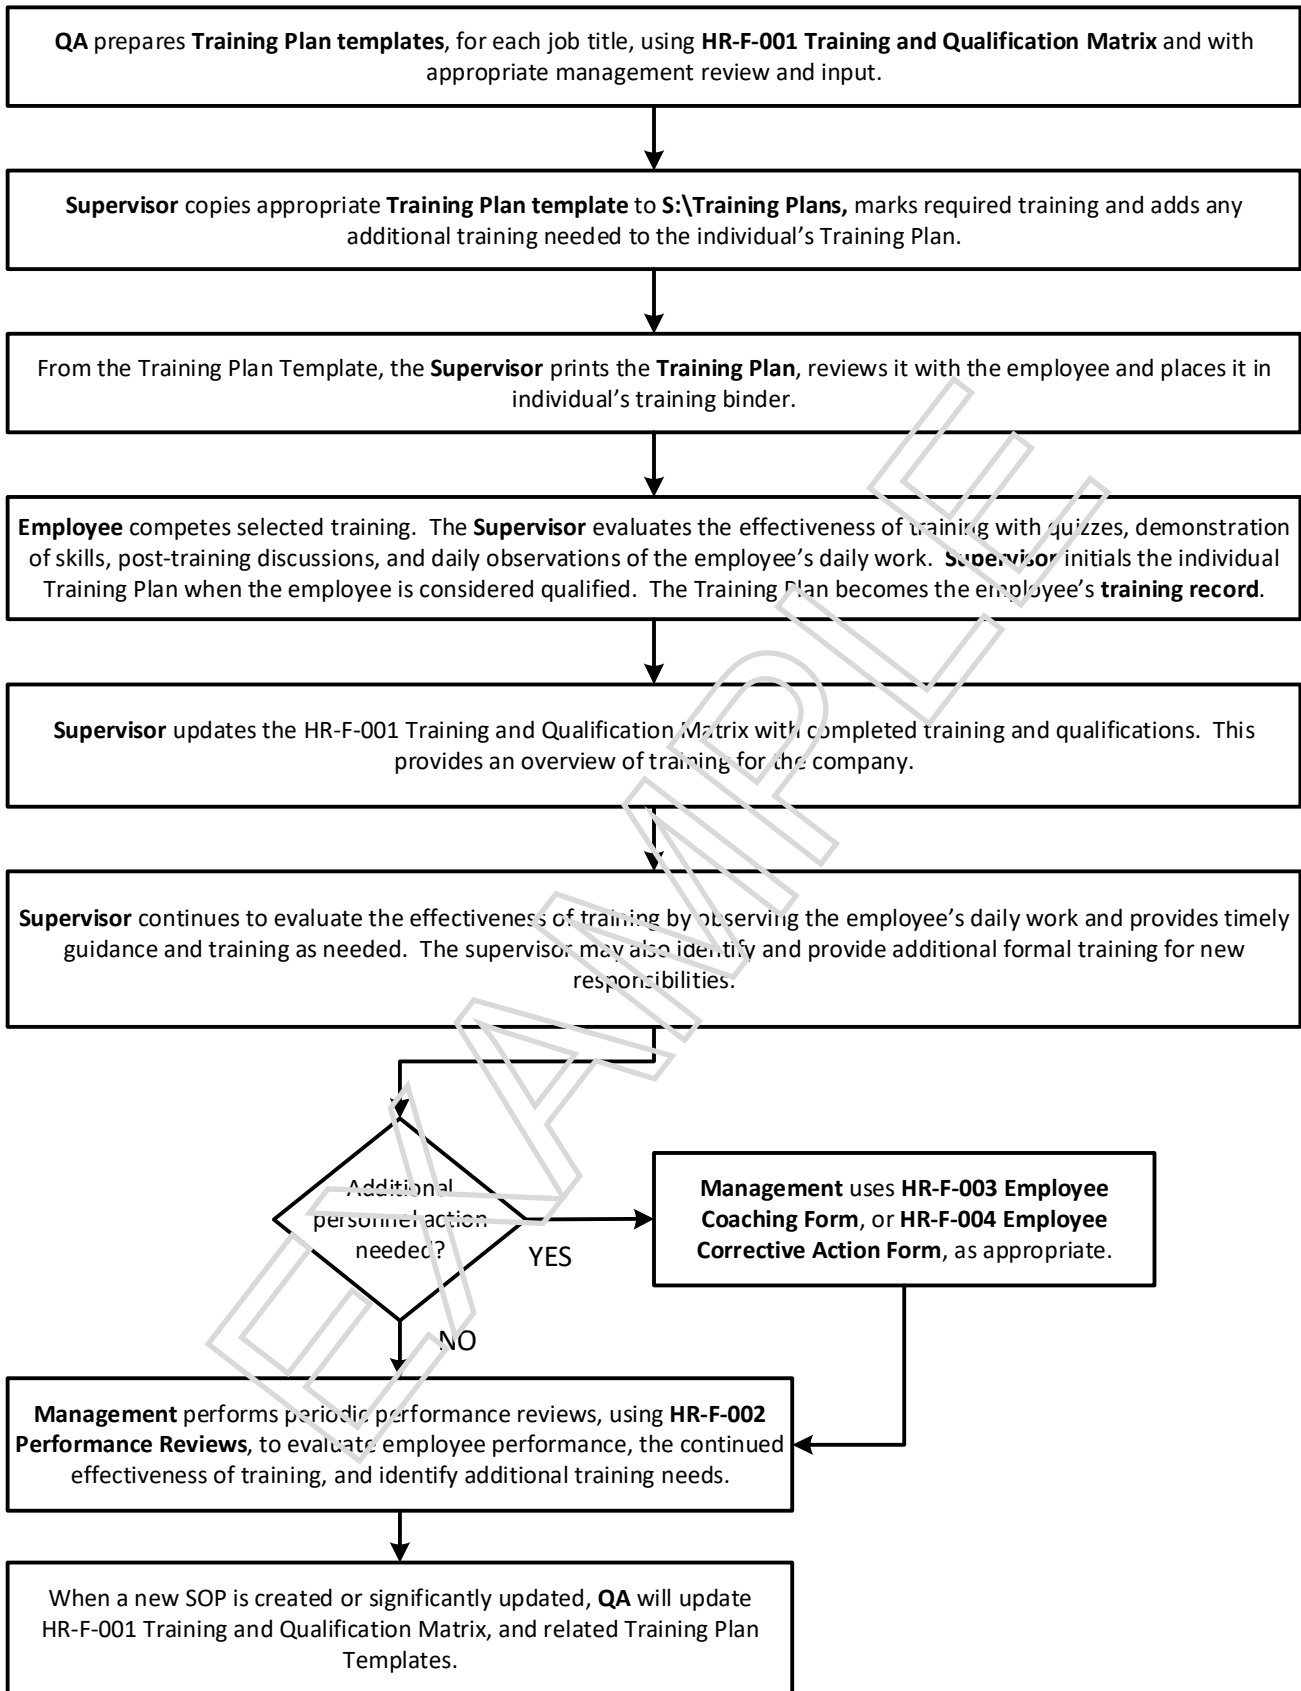 QA prepares Training Plan templates, for each job title, using HR-F-001 Training and Qualification Matrix and with
appropriate management review and input.
Supervisor copies appropriate Training Plan template to S:\Training Plans, marks required training and adds any
additional training needed to the individual’s Training Plan.
From the Training Plan Template, the Supervisor prints the Training Plan, reviews it with the employee and places it in
individual’s training binder.
Employee competes selected training.  The Supervisor evaluates the effectiveness of training with quizzes, demonstration
of skills, post-training discussions, and daily observations of the employee’s daily work.  Supervisor initials the individual
Training Plan when the employee is considered qualified.  The Training Plan becomes the employee’s training record.
Supervisor updates the HR-F-001 Training and Qualification Matrix with completed training and qualifications.  This
provides an overview of training for the company.
Supervisor continues to evaluate the effectiveness of training by observing the employee’s daily work and provides timely
guidance and training as needed.  The supervisor may also identify and provide additional formal training for new
responsibilities.
Additional
personnel action
needed?
YES
Management uses HR-F-003 Employee
Coaching Form, or HR-F-004 Employee
Corrective Action Form, as appropriate.
NO
Management performs periodic performance reviews, using HR-F-002
Performance Reviews, to evaluate employee performance, the continued
effectiveness of training, and identify additional training needs.
When a new SOP is created or significantly updated, QA will update
HR-F-001 Training and Qualification Matrix, and related Training Plan
Templates.
EXAMPLE